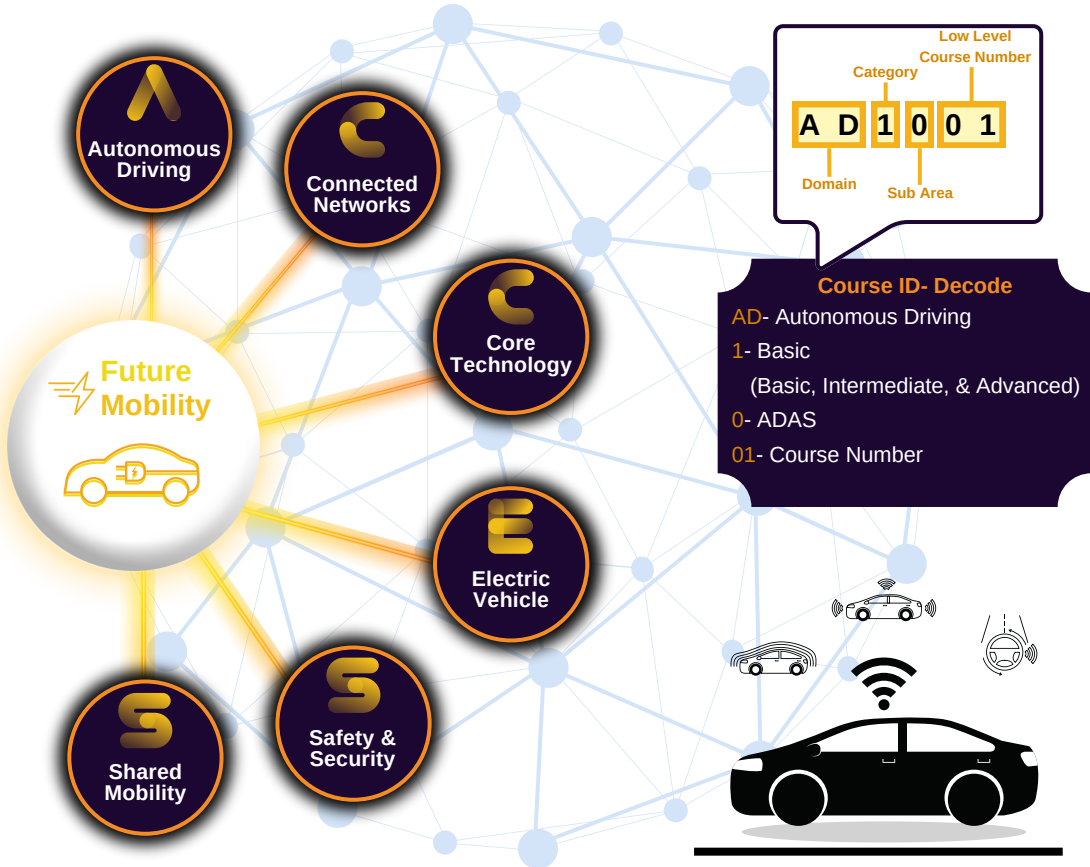 Autonomous
Driving
Connected
Networks
Core
Technology
Future
Mobility
Electric
Vehicle
Safety &
Security
Shared
Mobility
Low Level
Course Number
Category
A D 1 0 0 1
Domain
Sub Area
Course ID- Decode
AD- Autonomous Driving
1- Basic
(Basic, Intermediate, & Advanced)
0- ADAS
01- Course Number